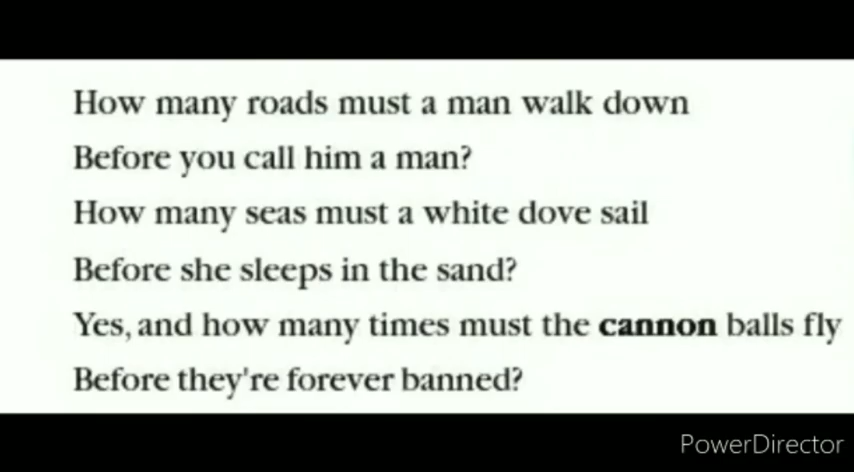 How many roads must a man walk down
Before you call him a man?
How many seas must a white dove sail
Before she sleeps in the sand?
Yes, and how many times must the cannon balls fly
Before they're forever banned?
PowerDirector